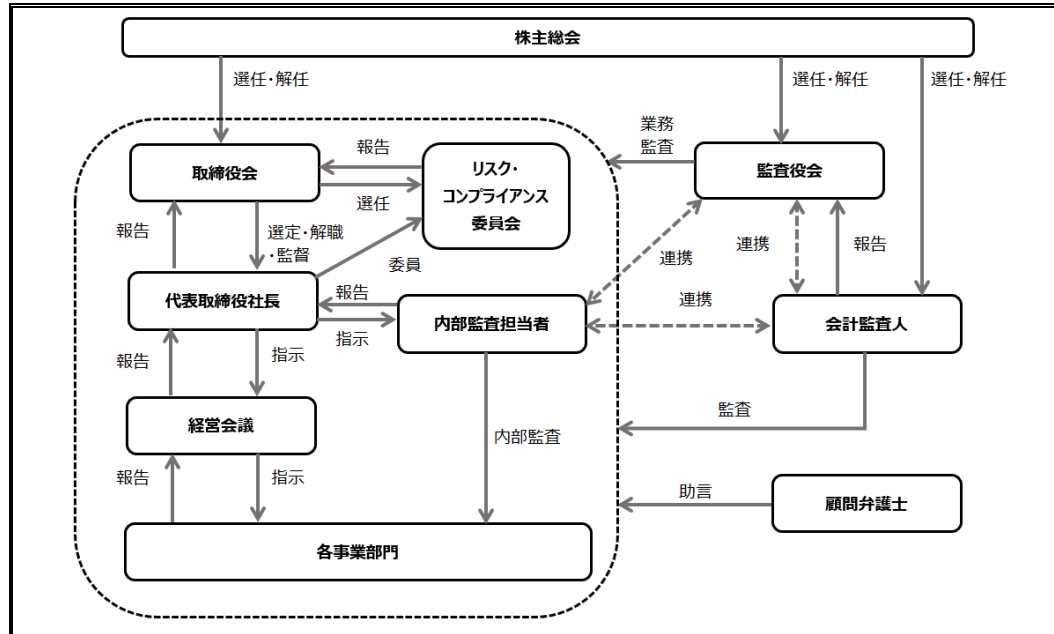 株主総会
選任・解任
選任・解任
選任・解任
業務
監査
取締役会
報告
選任
リスク・
コンプライアンス
委員会
監査役会
報告
選定・解職
・監督
委員
連携
連携
報告
代表取締役社長
報告
指示
内部監査担当者
連携
会計監査人
報告
指示
経営会議
内部監査
監査
報告
指示
助言
顧問弁護士
各事業部門